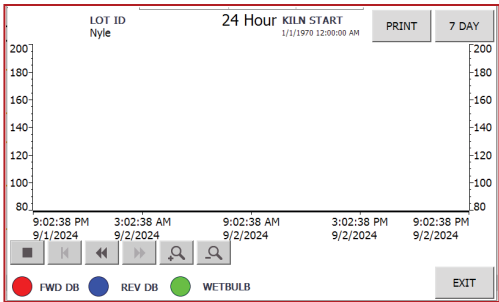 LOT ID
Nyle
24 Hour
KILN START
1/1/1970 12:00:00 AM
PRINT
7 DAY
200 200
180 180
160 160
140 140
120 120
100 100
80 80
9:02:38 PM 3:02:38 AM 9:02:38 AM 3:02:38 PM 9:02:38 PM
9/1/2024 9/2/2024 9/2/2024 9/2/2024 9/2/2024
FWD DB REV DB WETBULB
EXIT